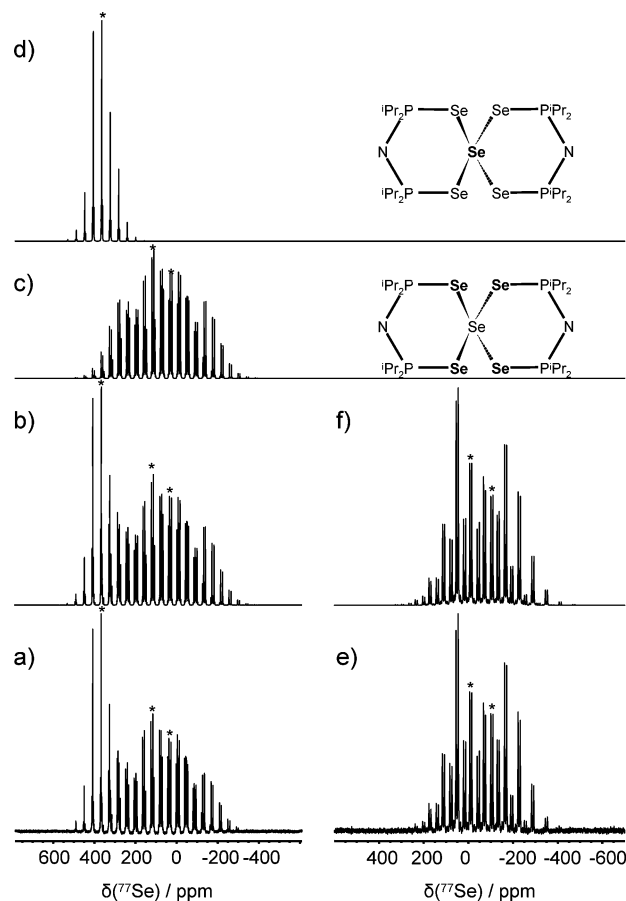 d)
*
ⁱPr₂P Se Se PⁱPr₂
N Se N
ⁱPr₂P Se Se PⁱPr₂
c)
* *
ⁱPr₂P Se Se PⁱPr₂
N Se N
ⁱPr₂P Se Se PⁱPr₂
b)
* * *
f)
* *
a)
* * *
e)
* *
600 400 200 0 -200 -400
400 200 0 -200 -400 -600
δ(⁷⁷Se) / ppm
δ(⁷⁷Se) / ppm